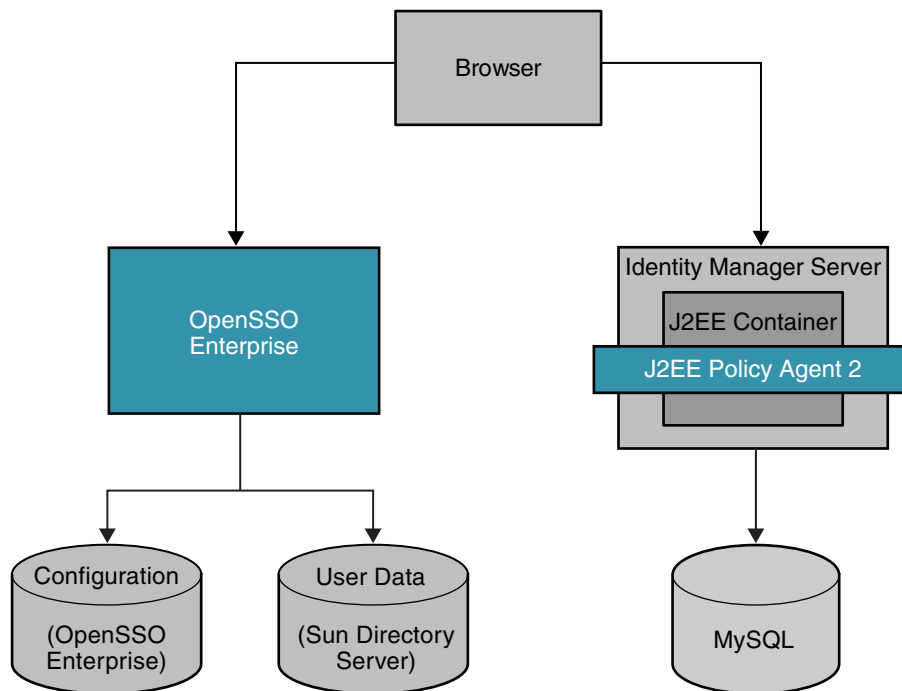 Browser
OpenSSO
Enterprise
Identity Manager Server
J2EE Container
J2EE Policy Agent 2
Configuration
(OpenSSO
Enterprise)
User Data
(Sun Directory
Server)
MySQL